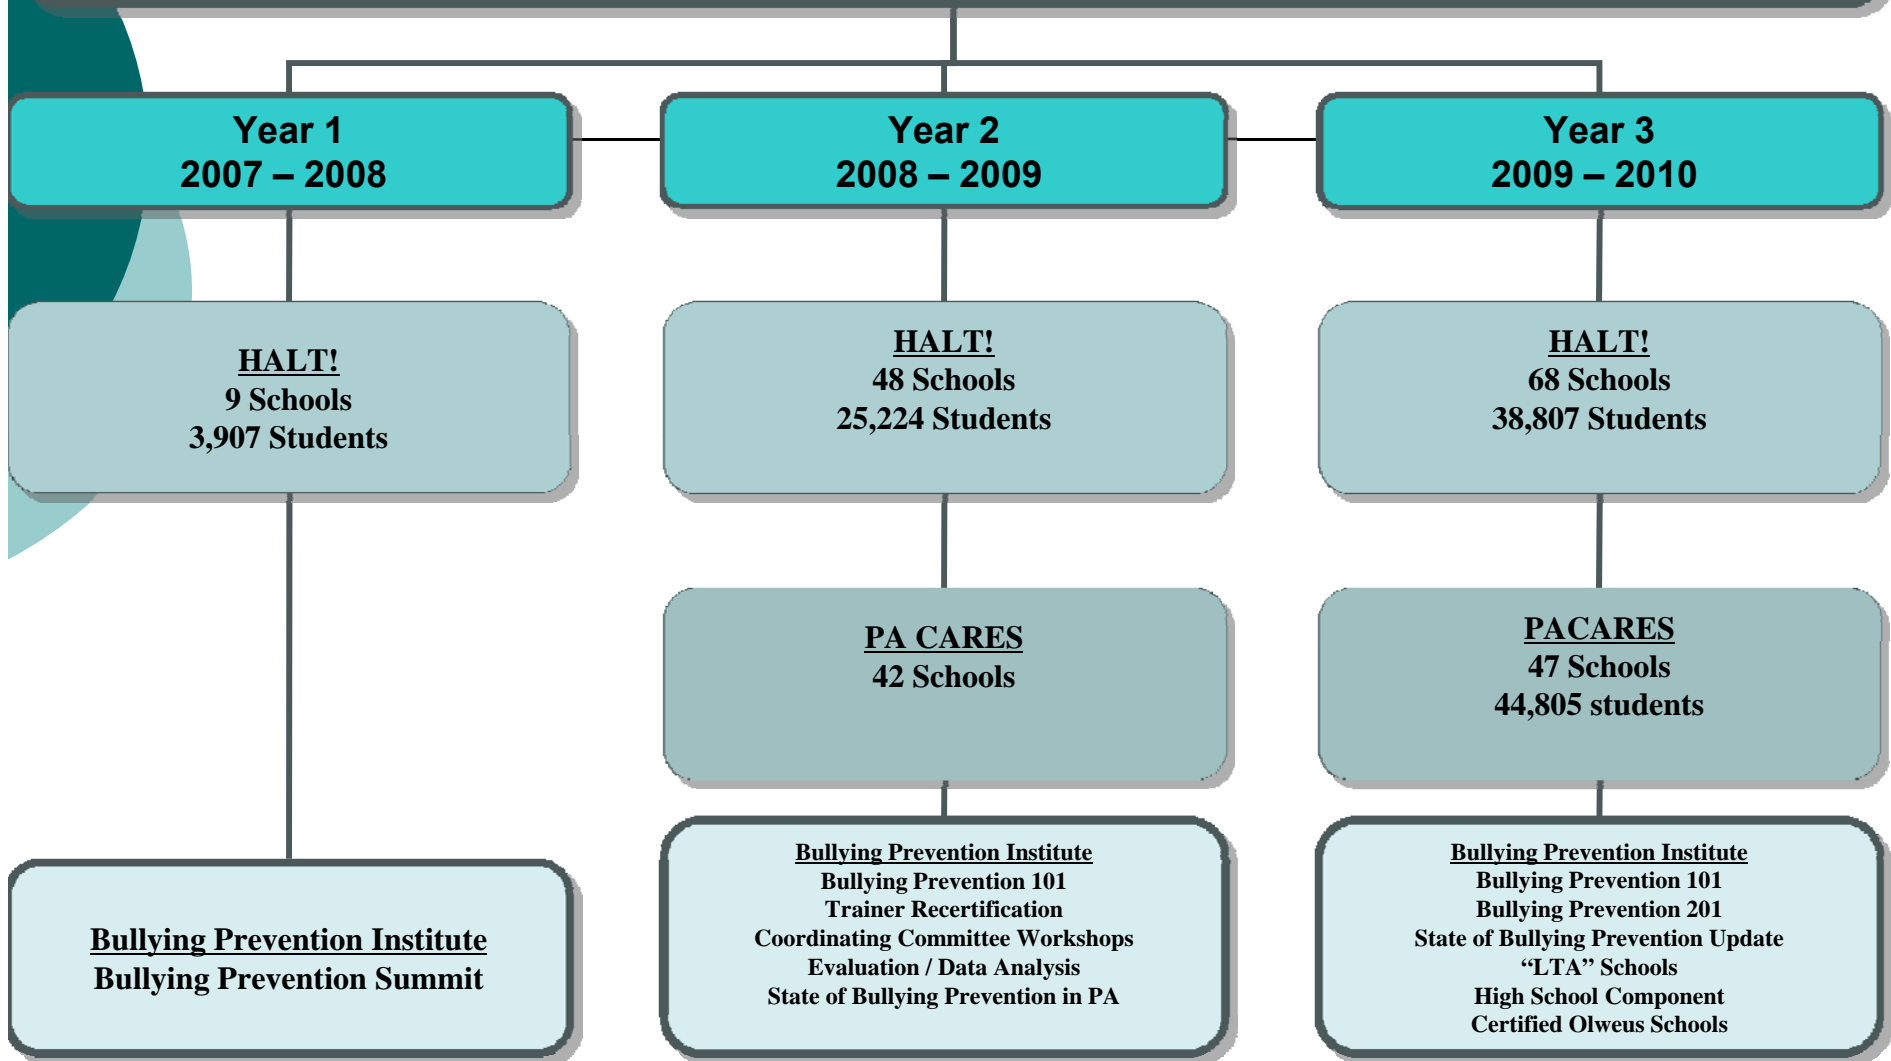 Year 1
2007 – 2008
Year 2
2008 – 2009
Year 3
2009 – 2010
HALT!
9 Schools
3,907 Students
HALT!
48 Schools
25,224 Students
HALT!
68 Schools
38,807 Students
PA CARES
42 Schools
PACARES
47 Schools
44,805 students
Bullying Prevention Institute
Bullying Prevention Summit
Bullying Prevention Institute
Bullying Prevention 101
Trainer Recertification
Coordinating Committee Workshops
Evaluation / Data Analysis
State of Bullying Prevention in PA
Bullying Prevention Institute
Bullying Prevention 101
Bullying Prevention 201
State of Bullying Prevention Update
“LTA” Schools
High School Component
Certified Olweus Schools